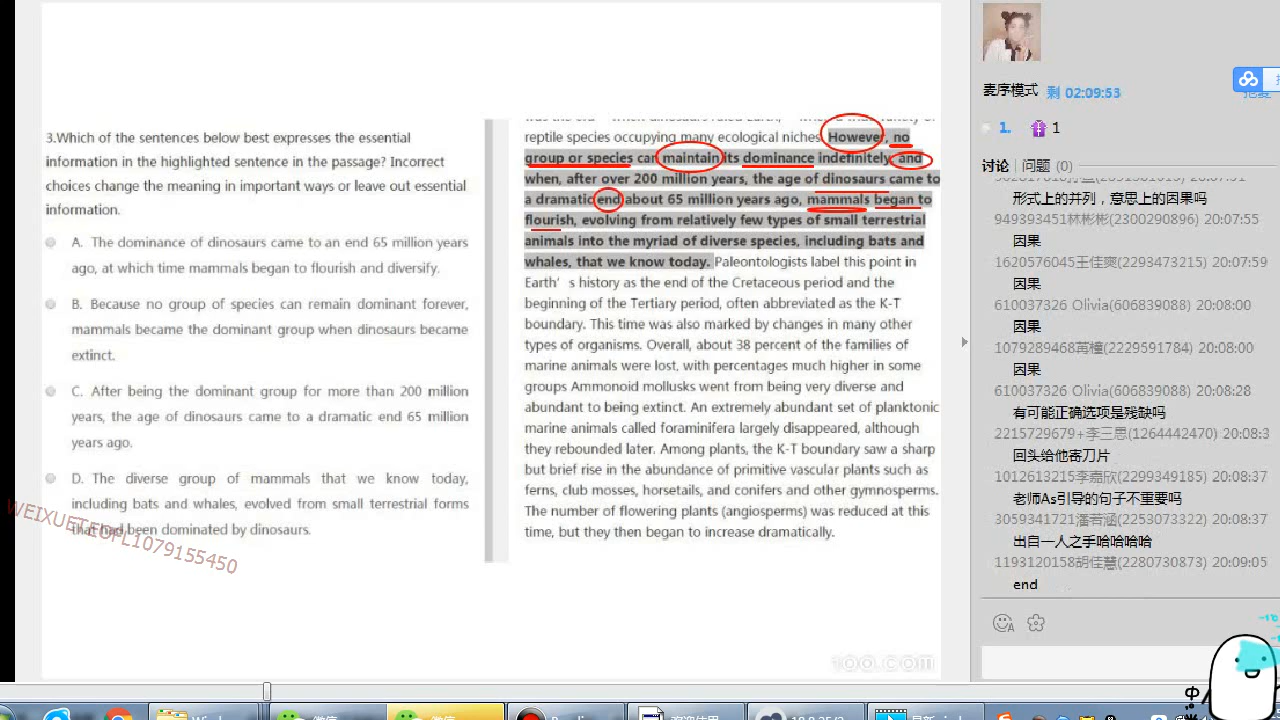 3.Which of the sentences below best expresses the essential
information in the highlighted sentence in the passage? Incorrect
choices change the meaning in important ways or leave out essential
information.
A. The dominance of dinosaurs came to an end 65 million years
ago, at which time mammals began to flourish and diversify.
B. Because no group of species can remain dominant forever,
mammals became the dominant group when dinosaurs became
extinct.
C. After being the dominant group for more than 200 million
years, the age of dinosaurs came to a dramatic end 65 million
years ago.
D. The diverse group of mammals that we know today,
including bats and whales, evolved from small terrestrial forms
that had been dominated by dinosaurs.
WEIXUETEOFL1079155450
reptile species occupying many ecological niches. However, no
group or species can maintain its dominance indefinitely, and
when, after over 200 million years, the age of dinosaurs came to
a dramatic end about 65 million years ago, mammals began to
flourish, evolving from relatively few types of small terrestrial
animals into the myriad of diverse species, including bats and
whales, that we know today. Paleontologists label this point in
Earth' s history as the end of the Cretaceous period and the
beginning of the Tertiary period, often abbreviated as the K-T
boundary. This time was also marked by changes in many other
types of organisms. Overall, about 38 percent of the families of
marine animals were lost, with percentages much higher in some
groups Ammonoid mollusks went from being very diverse and
abundant to being extinct. An extremely abundant set of planktonic
marine animals called foraminifera largely disappeared, although
they rebounded later. Among plants, the K-T boundary saw a sharp
but brief rise in the abundance of primitive vascular plants such as
ferns, club mosses, horsetails, and conifers and other gymnosperms.
The number of flowering plants (angiosperms) was reduced at this
time, but they then began to increase dramatically.
麦序模式 剩 02:09:53
1. 1
讨论 问题 (0)
形式上的并列，意思上的因果吗
949393451林彬彬(2300290896) 20:07:55
因果
1620576045王佳爽(2293473215) 20:07:59
因果
610037326 Olivia(606839088) 20:08:00
因果
1079289468苒橦(2229591784) 20:08:00
因果
610037326 Olivia(606839088) 20:08:28
有可能正确选项是残缺吗
2215729679+李三思(1264442470) 20:08:3
回头给他寄刀片
1012613215李嘉欣(2299349185) 20:08:37
老师As引导的句子不重要吗
3059341721潘若涵(2253073322) 20:08:37
出自一人之手哈哈哈哈
1193120158胡佳慧(2280730873) 20:09:05
end
中
微信
微信